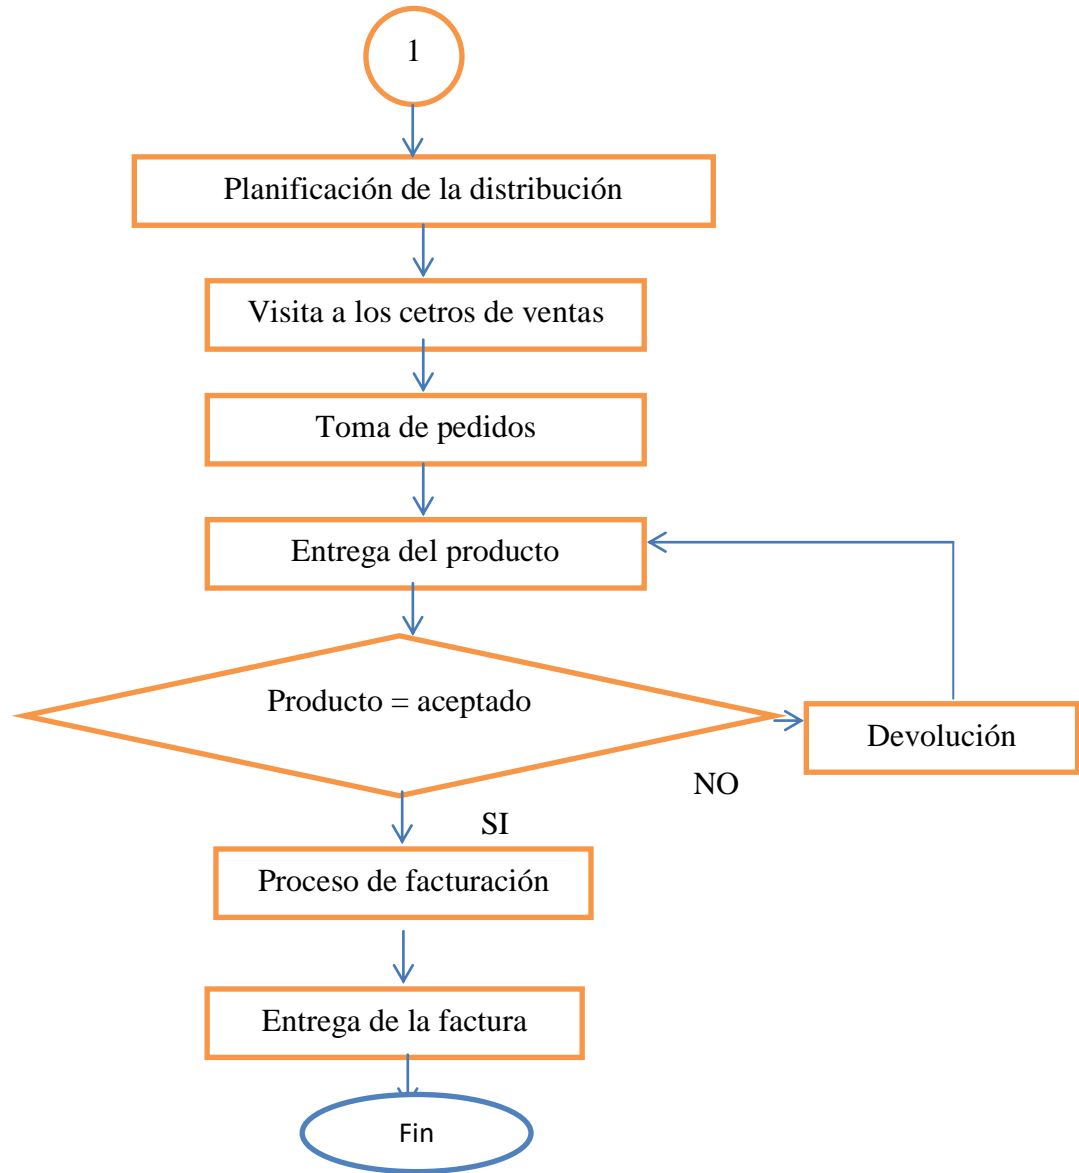 1
Planificación de la distribución
Visita a los cetros de ventas
Toma de pedidos
Entrega del producto
Producto = aceptado
Devolución
NO
SI
Proceso de facturación
Entrega de la factura
Fin